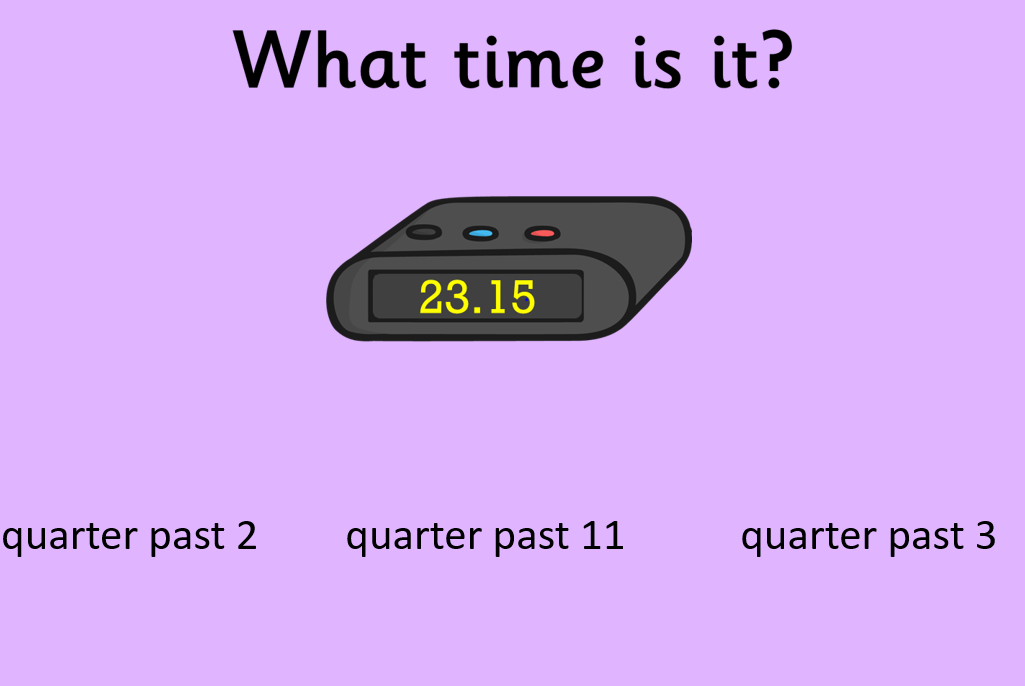 What time is it?
23.15
quarter past 2
quarter past 11
quarter past 3